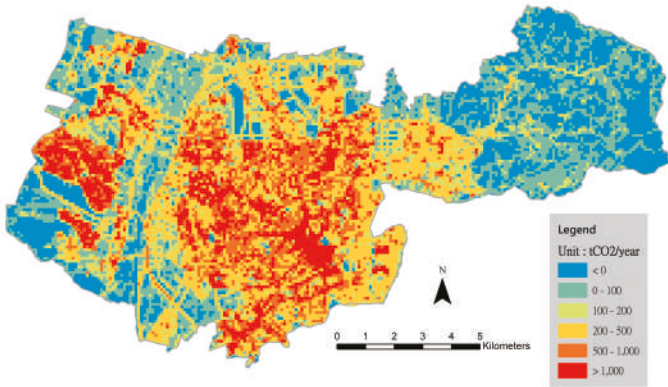 Legend
Unit : tCO2/year
< 0
0 - 100
100 - 200
200 - 500
500 - 1,000
> 1,000
N
0 1 2 3 4 5
Kilometers